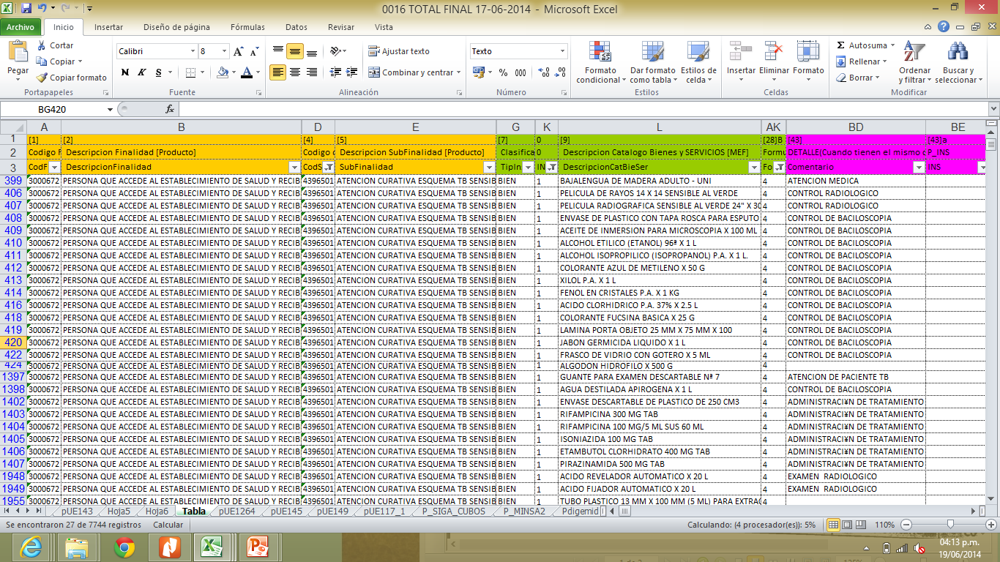 0016 TOTAL FINAL 17-06-2014 - Microsoft Excel
Archivo Inicio Insertar Diseño de página Fórmulas Datos Revisar Vista
Pegar Cortar Copiar Copiar formato
Calibri 8 N K S
Ajustar texto Combinar y centrar
Texto % 000
Formato condicional Dar formato como tabla Estilos de celda
Insertar Eliminar Formato
Σ Autosuma Rellenar Borrar Ordenar y filtrar Buscar y seleccionar
Portapapeles Fuente Alineación Número Estilos Celdas Modificar
BG420 fx
A B D E G K L AK BD BE
1 [1] [2] [4] [5] [7] 0 [9] [28]B [43] [43]a
2 Codigo F Descripcion Finalidad [Producto] Codigo Descripcion SubFinalidad [Producto] Clasifica 0 Descripcion Catalogo Bienes y SERVICIOS [MEF] Formu DETALLE(Cuando tienen el mismo P_INS
3 CodF DescripcionFinalidad CodS SubFinalidad TipIn IN DescripcionCatBieSer Fo Comentario INS
399 3000672 PERSONA QUE ACCEDE AL ESTABLECIMIENTO DE SALUD Y RECIB 4396501 ATENCION CURATIVA ESQUEMA TB SENSIB BIEN 1 BAJALENGUA DE MADERA ADULTO - UNI 4 ATENCION MEDICA
406 3000672 PERSONA QUE ACCEDE AL ESTABLECIMIENTO DE SALUD Y RECIB 4396501 ATENCION CURATIVA ESQUEMA TB SENSIB BIEN 1 PELICULA DE RAYOS 14 X 14 SENSIBLE AL VERDE 4 CONTROL RADIOLOGICO
407 3000672 PERSONA QUE ACCEDE AL ESTABLECIMIENTO DE SALUD Y RECIB 4396501 ATENCION CURATIVA ESQUEMA TB SENSIB BIEN 1 PELICULA RADIOGRAFICA SENSIBLE AL VERDE 24" X 30 4 CONTROL RADIOLOGICO
408 3000672 PERSONA QUE ACCEDE AL ESTABLECIMIENTO DE SALUD Y RECIB 4396501 ATENCION CURATIVA ESQUEMA TB SENSIB BIEN 1 ENVASE DE PLASTICO CON TAPA ROSCA PARA ESPUTO 4 CONTROL DE BACILOSCOPIA
409 3000672 PERSONA QUE ACCEDE AL ESTABLECIMIENTO DE SALUD Y RECIB 4396501 ATENCION CURATIVA ESQUEMA TB SENSIB BIEN 1 ACEITE DE INMERSION PARA MICROSCOPIA X 100 ML 4 CONTROL DE BACILOSCOPIA
410 3000672 PERSONA QUE ACCEDE AL ESTABLECIMIENTO DE SALUD Y RECIB 4396501 ATENCION CURATIVA ESQUEMA TB SENSIB BIEN 1 ALCOHOL ETILICO (ETANOL) 96ª X 1 L 4 CONTROL DE BACILOSCOPIA
411 3000672 PERSONA QUE ACCEDE AL ESTABLECIMIENTO DE SALUD Y RECIB 4396501 ATENCION CURATIVA ESQUEMA TB SENSIB BIEN 1 ALCOHOL ISOPROPILICO (ISOPROPANOL) P.A. X 1 L. 4 CONTROL DE BACILOSCOPIA
412 3000672 PERSONA QUE ACCEDE AL ESTABLECIMIENTO DE SALUD Y RECIB 4396501 ATENCION CURATIVA ESQUEMA TB SENSIB BIEN 1 COLORANTE AZUL DE METILENO X 50 G 4 CONTROL DE BACILOSCOPIA
413 3000672 PERSONA QUE ACCEDE AL ESTABLECIMIENTO DE SALUD Y RECIB 4396501 ATENCION CURATIVA ESQUEMA TB SENSIB BIEN 1 XILOL P.A. X 1 L 4 CONTROL DE BACILOSCOPIA
414 3000672 PERSONA QUE ACCEDE AL ESTABLECIMIENTO DE SALUD Y RECIB 4396501 ATENCION CURATIVA ESQUEMA TB SENSIB BIEN 1 FENOL EN CRISTALES P.A. X 1 KG 4 CONTROL DE BACILOSCOPIA
416 3000672 PERSONA QUE ACCEDE AL ESTABLECIMIENTO DE SALUD Y RECIB 4396501 ATENCION CURATIVA ESQUEMA TB SENSIB BIEN 1 ACIDO CLORHIDRICO P.A. 37% X 2.5 L 4 CONTROL DE BACILOSCOPIA
418 3000672 PERSONA QUE ACCEDE AL ESTABLECIMIENTO DE SALUD Y RECIB 4396501 ATENCION CURATIVA ESQUEMA TB SENSIB BIEN 1 COLORANTE FUCSINA BASICA X 25 G 4 CONTROL DE BACILOSCOPIA
419 3000672 PERSONA QUE ACCEDE AL ESTABLECIMIENTO DE SALUD Y RECIB 4396501 ATENCION CURATIVA ESQUEMA TB SENSIB BIEN 1 LAMINA PORTA OBJETO 25 MM X 75 MM X 100 4 CONTROL DE BACILOSCOPIA
420 3000672 PERSONA QUE ACCEDE AL ESTABLECIMIENTO DE SALUD Y RECIB 4396501 ATENCION CURATIVA ESQUEMA TB SENSIB BIEN 1 JABON GERMICIDA LIQUIDO X 1 L 4 CONTROL DE BACILOSCOPIA
422 3000672 PERSONA QUE ACCEDE AL ESTABLECIMIENTO DE SALUD Y RECIB 4396501 ATENCION CURATIVA ESQUEMA TB SENSIB BIEN 1 FRASCO DE VIDRIO CON GOTERO X 5 ML 4 CONTROL DE BACILOSCOPIA
424 3000672 PERSONA QUE ACCEDE AL ESTABLECIMIENTO DE SALUD Y RECIB 4396501 ATENCION CURATIVA ESQUEMA TB SENSIB BIEN 1 ALGODON HIDROFILO X 500 G 4
1397 3000672 PERSONA QUE ACCEDE AL ESTABLECIMIENTO DE SALUD Y RECIB 4396501 ATENCION CURATIVA ESQUEMA TB SENSIB BIEN 1 GUANTE PARA EXAMEN DESCARTABLE Nª 7 4 ATENCION DE PACIENTE TB
1398 3000672 PERSONA QUE ACCEDE AL ESTABLECIMIENTO DE SALUD Y RECIB 4396501 ATENCION CURATIVA ESQUEMA TB SENSIB BIEN 1 AGUA DESTILADA APIROGENA X 1 L 4 CONTROL DE BACILOSCOPIA
1402 3000672 PERSONA QUE ACCEDE AL ESTABLECIMIENTO DE SALUD Y RECIB 4396501 ATENCION CURATIVA ESQUEMA TB SENSIB BIEN 1 ENVASE DESCARTABLE DE PLASTICO DE 250 CM3 4 ADMINISTRACI¥N DE TRATAMIENTO
1403 3000672 PERSONA QUE ACCEDE AL ESTABLECIMIENTO DE SALUD Y RECIB 4396501 ATENCION CURATIVA ESQUEMA TB SENSIB BIEN 1 RIFAMPICINA 300 MG TAB 4 ADMINISTRACI¥N DE TRATAMIENTO
1404 3000672 PERSONA QUE ACCEDE AL ESTABLECIMIENTO DE SALUD Y RECIB 4396501 ATENCION CURATIVA ESQUEMA TB SENSIB BIEN 1 RIFAMPICINA 100 MG/5 ML SUS 60 ML 4 ADMINISTRACI¥N DE TRATAMIENTO
1405 3000672 PERSONA QUE ACCEDE AL ESTABLECIMIENTO DE SALUD Y RECIB 4396501 ATENCION CURATIVA ESQUEMA TB SENSIB BIEN 1 ISONIAZIDA 100 MG TAB 4 ADMINISTRACI¥N DE TRATAMIENTO
1406 3000672 PERSONA QUE ACCEDE AL ESTABLECIMIENTO DE SALUD Y RECIB 4396501 ATENCION CURATIVA ESQUEMA TB SENSIB BIEN 1 ETAMBUTOL CLORHIDRATO 400 MG TAB 4 ADMINISTRACI¥N DE TRATAMIENTO
1407 3000672 PERSONA QUE ACCEDE AL ESTABLECIMIENTO DE SALUD Y RECIB 4396501 ATENCION CURATIVA ESQUEMA TB SENSIB BIEN 1 PIRAZINAMIDA 500 MG TAB 4 ADMINISTRACI¥N DE TRATAMIENTO
1948 3000672 PERSONA QUE ACCEDE AL ESTABLECIMIENTO DE SALUD Y RECIB 4396501 ATENCION CURATIVA ESQUEMA TB SENSIB BIEN 1 ACIDO REVELADOR AUTOMATICO X 20 L 4 EXAMEN RADIOLOGICO
1949 3000672 PERSONA QUE ACCEDE AL ESTABLECIMIENTO DE SALUD Y RECIB 4396501 ATENCION CURATIVA ESQUEMA TB SENSIB BIEN 1 ACIDO FIJADOR AUTOMATICO X 20 L 4 EXAMEN RADIOLOGICO
1955 3000672 PERSONA QUE ACCEDE AL ESTABLECIMIENTO DE SALUD Y RECIB 4396501 ATENCION CURATIVA ESQUEMA TB SENSIB BIEN 1 TUBO PLASTICO 13 MM X 100 MM (5 ML) PARA EXTRAC 4
pUE143 Hoja5 Hoja6 Tabla pUE1264 pUE145 pUE149 pUE117_1 P_SIGA_CUBOS P_MINSA2 Pdigemid
Se encontraron 27 de 7744 registros Calcular Calculando: (4 procesador(es)): 5% 110%
04:13 p.m.
19/06/2014